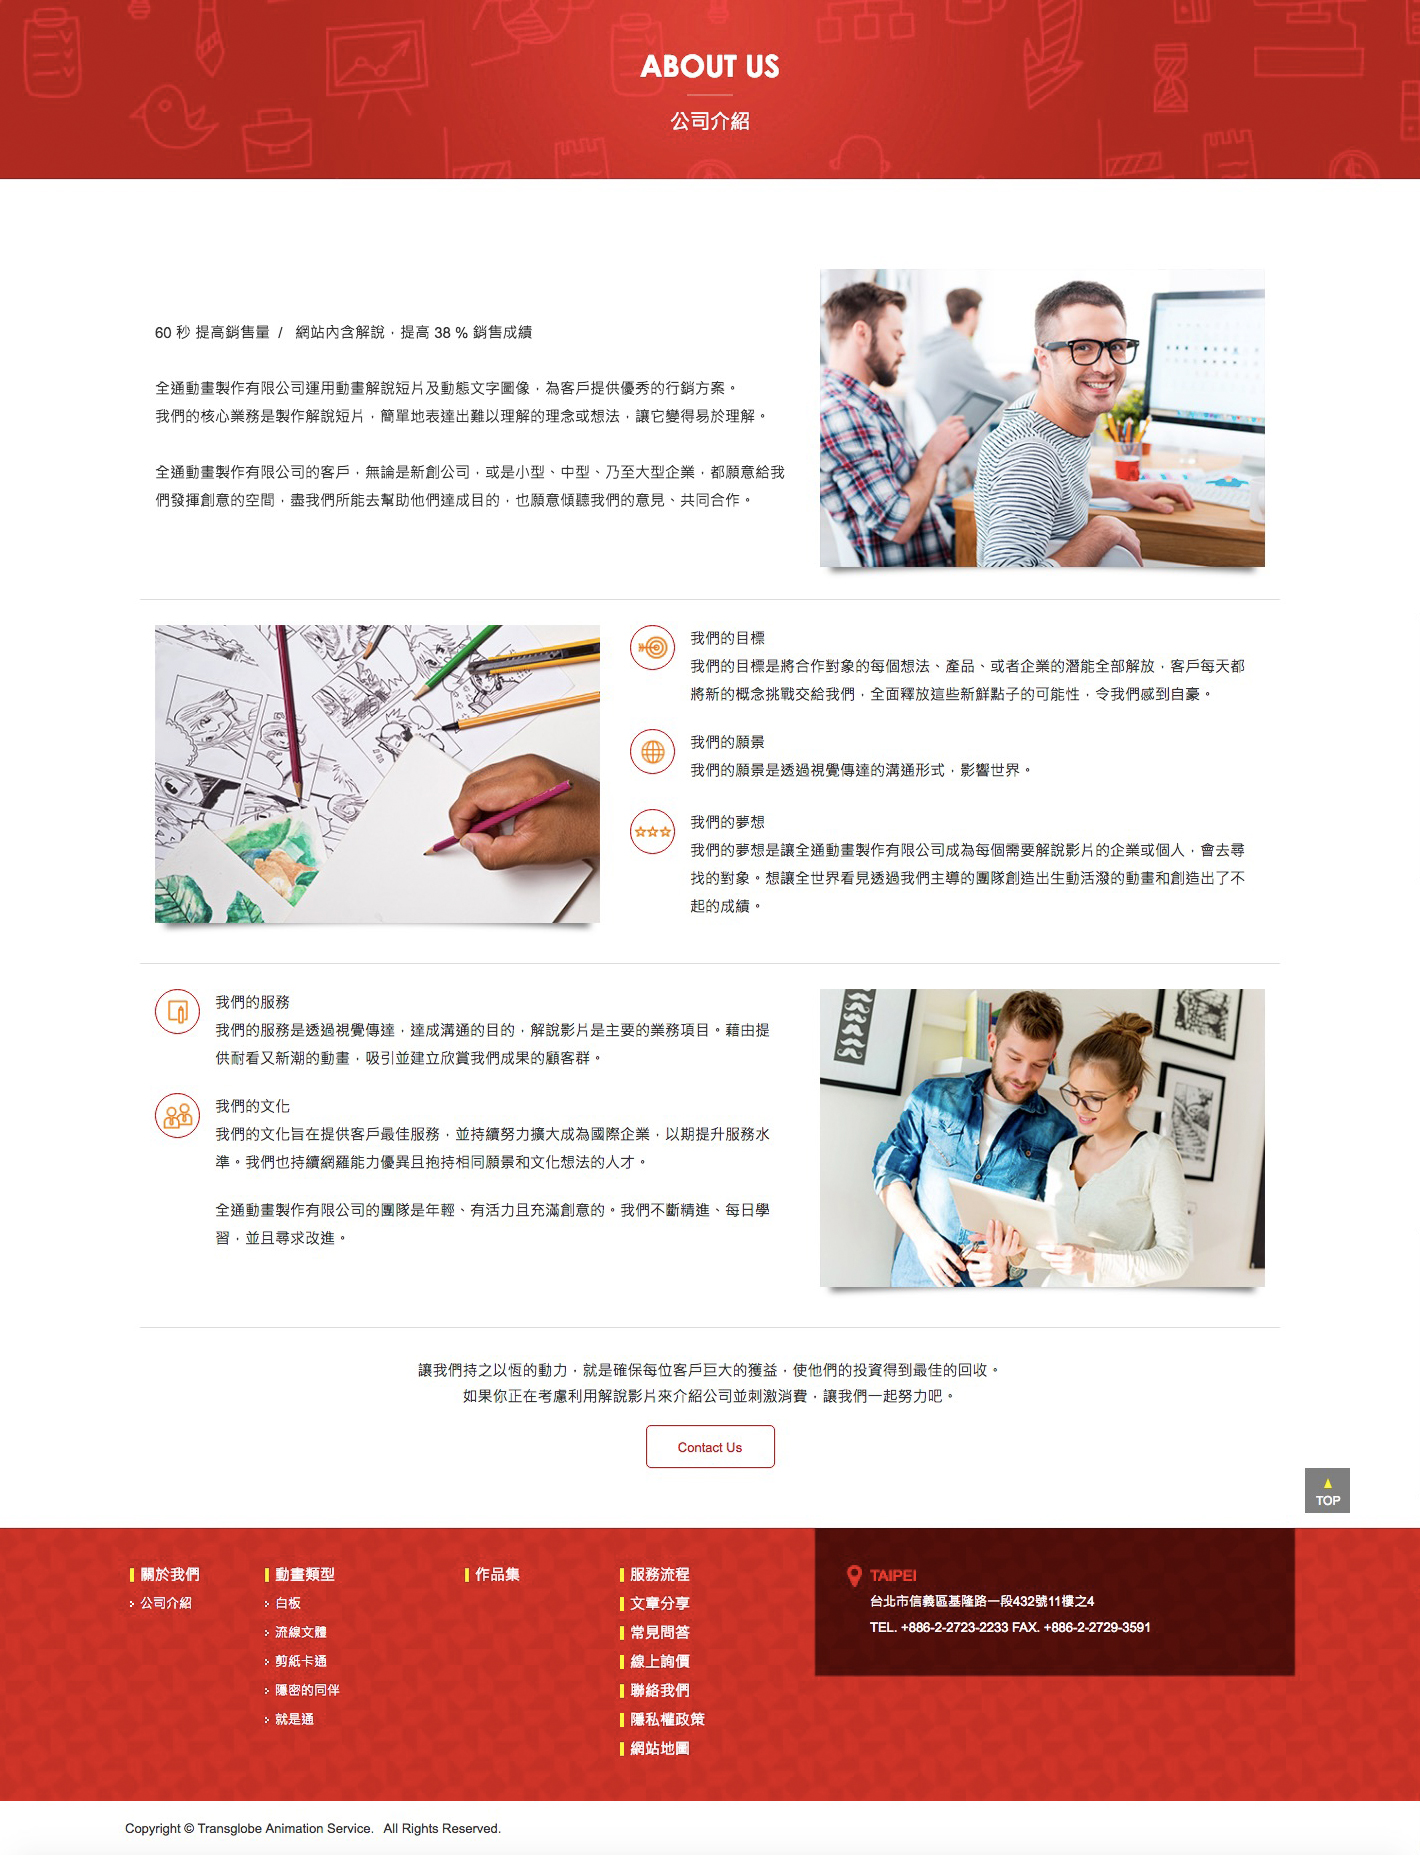 ABOUT US
公司介紹
60 秒 提高銷售量 / 網站內含解說，提高 38 % 銷售成績
全通動畫製作有限公司運用動畫解說短片及動態文字圖像，為客戶提供優秀的行銷方案。
我們的核心業務是製作解說短片，簡單地表達出難以理解的理念或想法，讓它變得易於理解。
全通動畫製作有限公司的客戶，無論是新創公司，或是小型、中型、乃至大型企業，都願意給我
們發揮創意的空間，盡我們所能去幫助他們達成目的，也願意傾聽我們的意見、共同合作。
我們的目標
我們的目標是將合作對象的每個想法、產品、或者企業的潛能全部解放，客戶每天都
將新的概念挑戰交給我們，全面釋放這些新鮮點子的可能性，令我們感到自豪。
我們的願景
我們的願景是透過視覺傳達的溝通形式，影響世界。
我們的夢想
我們的夢想是讓全通動畫製作有限公司成為每個需要解說影片的企業或個人，會去尋
找的對象。想讓全世界看見透過我們主導的團隊創造出生動活潑的動畫和創造出了不
起的成績。
我們的服務
我們的服務是透過視覺傳達，達成溝通的目的，解說影片是主要的業務項目。藉由提
供耐看又新潮的動畫，吸引並建立欣賞我們成果的顧客群。
我們的文化
我們的文化旨在提供客戶最佳服務，並持續努力擴大成為國際企業，以期提升服務水
準。我們也持續網羅能力優異且抱持相同願景和文化想法的人才。
全通動畫製作有限公司的團隊是年輕、有活力且充滿創意的。我們不斷精進、每日學
習，並且尋求改進。
讓我們持之以恆的動力，就是確保每位客戶巨大的獲益，使他們的投資得到最佳的回收。
如果你正在考慮利用解說影片來介紹公司並刺激消費，讓我們一起努力吧。
Contact Us
TOP
關於我們
公司介紹
動畫類型
白板
流線文體
剪紙卡通
隱密的同伴
就是通
作品集
服務流程
文章分享
常見問答
線上詢價
聯絡我們
隱私權政策
網站地圖
TAIPEI
台北市信義區基隆路一段432號11樓之4
TEL. +886-2-2723-2233 FAX. +886-2-2729-3591
Copyright © Transglobe Animation Service. All Rights Reserved.